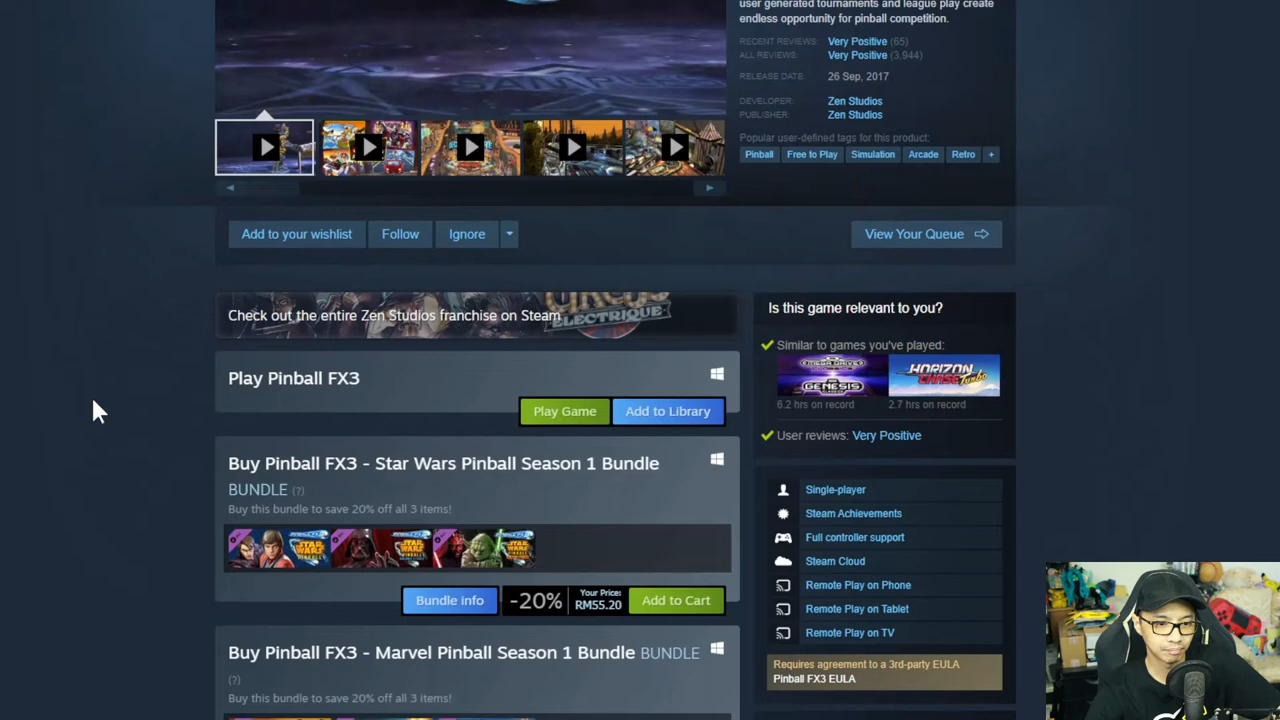 user generated tournaments and league play create
endless opportunity for pinball competition.
RECENT REVIEWS: Very Positive (65)
ALL REVIEWS: Very Positive (3,944)
RELEASE DATE: 26 Sep, 2017
DEVELOPER: Zen Studios
PUBLISHER: Zen Studios
Popular user-defined tags for this product:
Pinball Free to Play Simulation Arcade Retro +
Add to your wishlist Follow Ignore View Your Queue
CIRCUS
ELECTRIQUE
Check out the entire Zen Studios franchise on Steam
Play Pinball FX3
Play Game Add to Library
Buy Pinball FX3 - Star Wars Pinball Season 1 Bundle
BUNDLE (?)
Buy this bundle to save 20% off all 3 items!
Bundle info -20% Your Price: RM55.20 Add to Cart
Buy Pinball FX3 - Marvel Pinball Season 1 Bundle BUNDLE
(?)
Buy this bundle to save 20% off all 3 items!
Is this game relevant to you?
Similar to games you've played:
GENESIS
HORIZON
CHASE Turbo
6.2 hrs on record 2.7 hrs on record
User reviews: Very Positive
Single-player
Steam Achievements
Full controller support
Steam Cloud
Remote Play on Phone
Remote Play on Tablet
Remote Play on TV
Requires agreement to a 3rd-party EULA
Pinball FX3 EULA